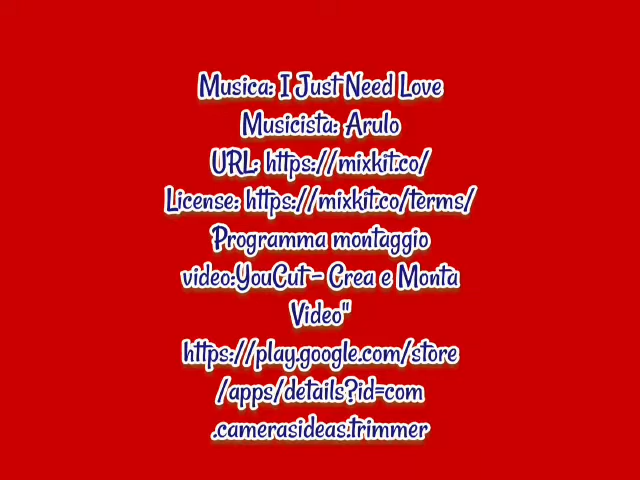 Musica: I Just Need Love
Musicista: Arulo
URL: https://mixkit.co/
License: https://mixkit.co/terms/
Programma montaggio
video:YouCut - Crea e Monta
Video"
https://play.google.com/store
/apps/details?id=com
.camerasideas.trimmer